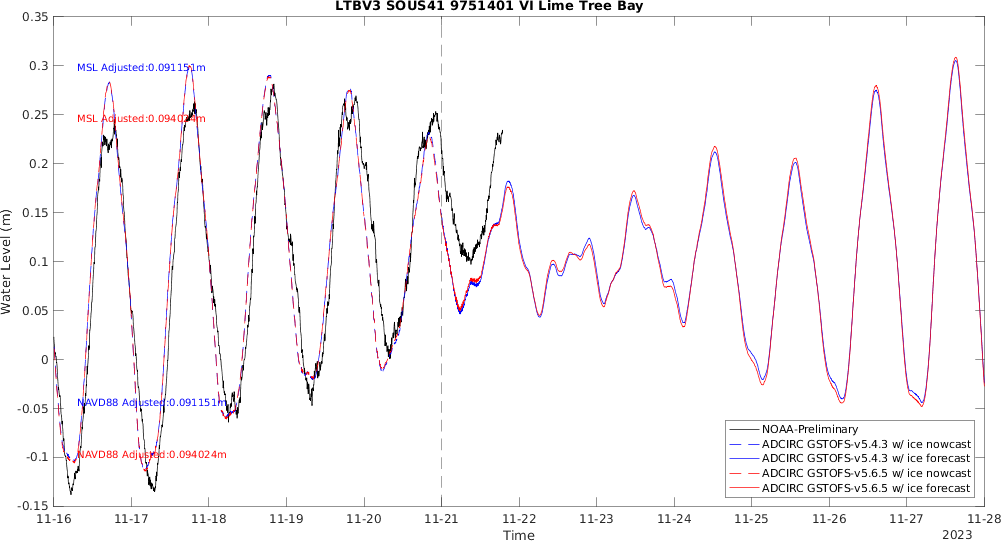 LTBV3 SOUS41 9751401 VI Lime Tree Bay
0.35
0.3
0.25
0.2
0.15
0.1
0.05
0
-0.05
-0.1
-0.15
Water Level (m)
MSL Adjusted:0.091151m
MSL Adjusted:0.094024m
NAVD88 Adjusted:0.091151m
NAVD88 Adjusted:0.094024m
NOAA-Preliminary
ADCIRC GSTOFS-v5.4.3 w/ ice nowcast
ADCIRC GSTOFS-v5.4.3 w/ ice forecast
ADCIRC GSTOFS-v5.6.5 w/ ice nowcast
ADCIRC GSTOFS-v5.6.5 w/ ice forecast
11-16 11-17 11-18 11-19 11-20 11-21 11-22 11-23 11-24 11-25 11-26 11-27 11-28
Time
2023